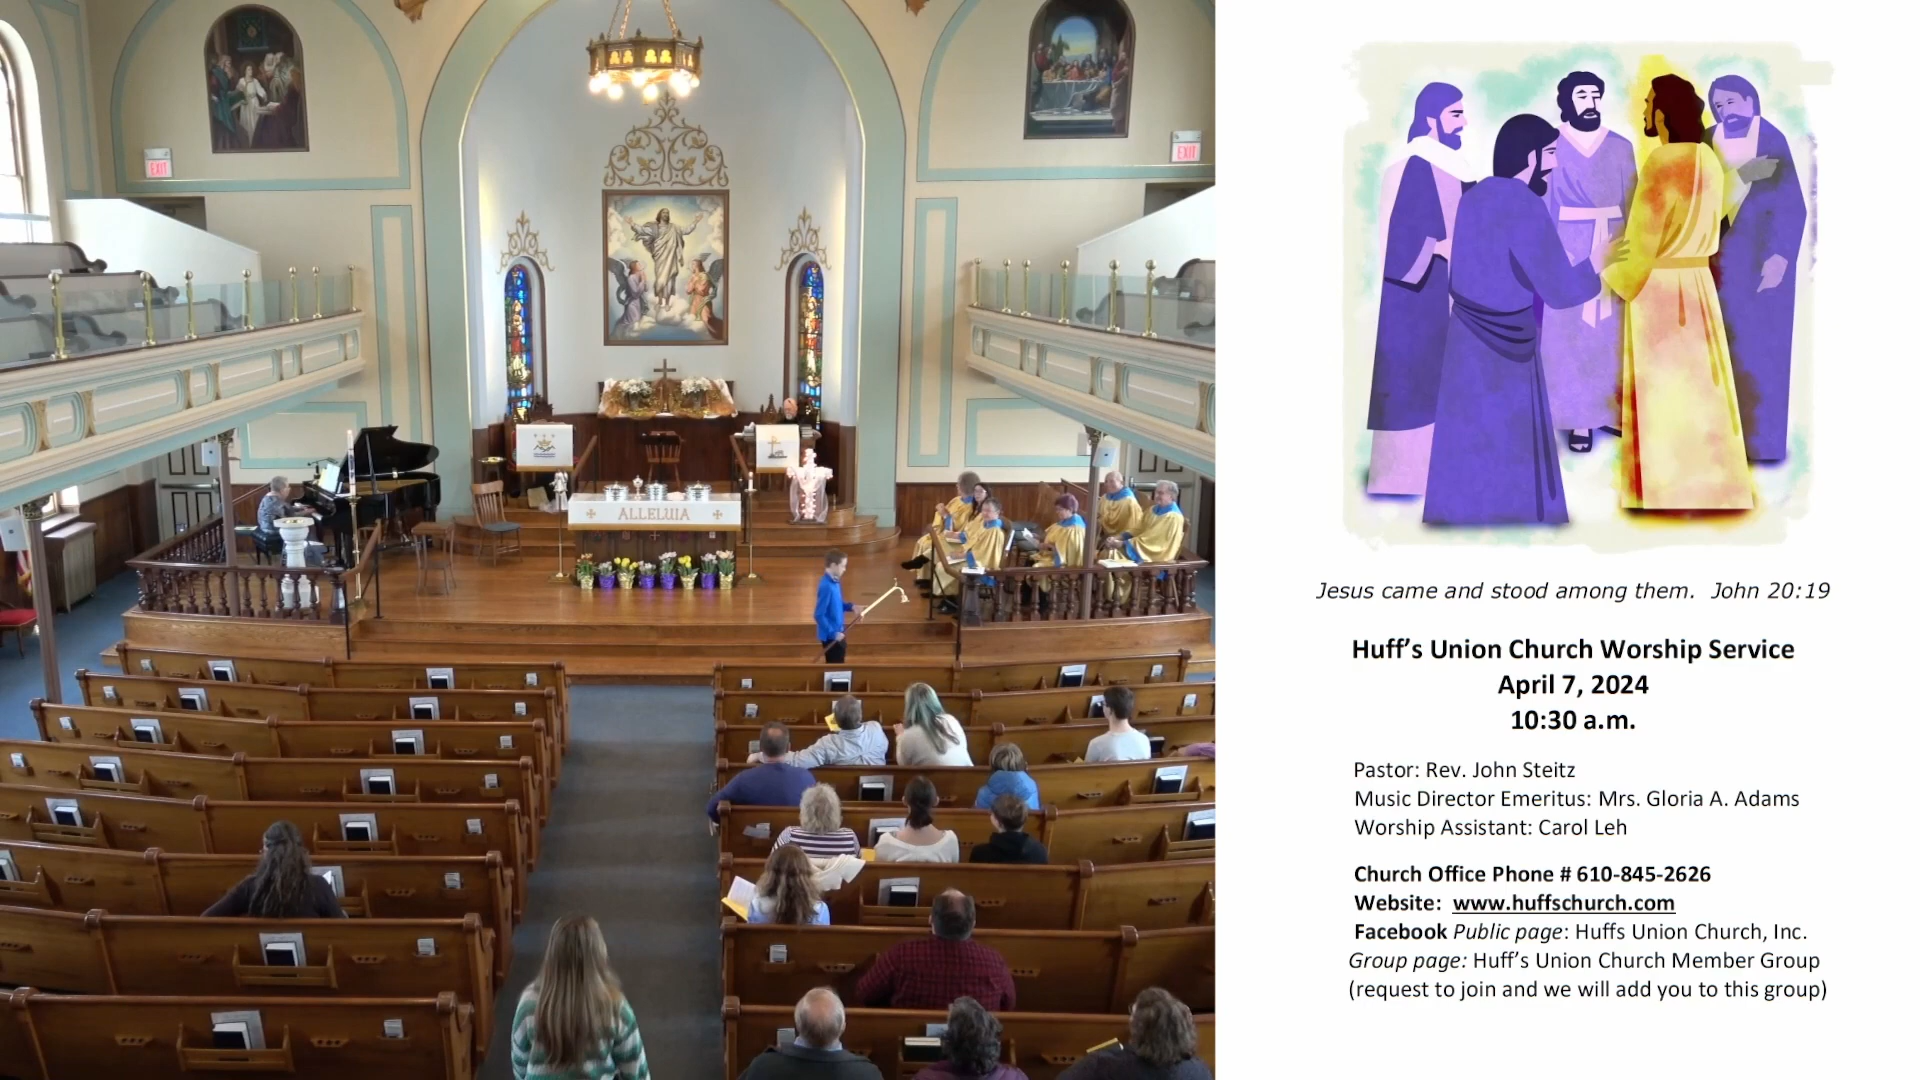 EXIT
EXIT
ALLELUIA
Jesus came and stood among them. John 20:19
Huff's Union Church Worship Service
April 7, 2024
10:30 a.m.
Pastor: Rev. John Steitz
Music Director Emeritus: Mrs. Gloria A. Adams
Worship Assistant: Carol Leh
Church Office Phone # 610-845-2626
Website: www.huffschurch.com
Facebook Public page: Huffs Union Church, Inc.
Group page: Huff's Union Church Member Group
(request to join and we will add you to this group)